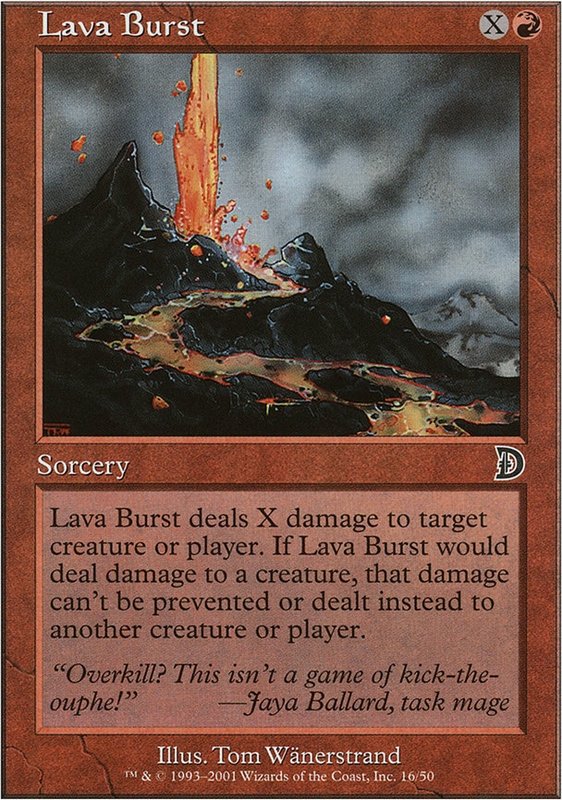 Lava Burst
X
TRW
Sorcery
D
Lava Burst deals X damage to target
creature or player. If Lava Burst would
deal damage to a creature, that damage
can't be prevented or dealt instead to
another creature or player.
“Overkill? This isn't a game of kick-the-
ouphe!” —Jaya Ballard, task mage
Illus. Tom Wänerstrand
™ & © 1993–2001 Wizards of the Coast, Inc. 16/50